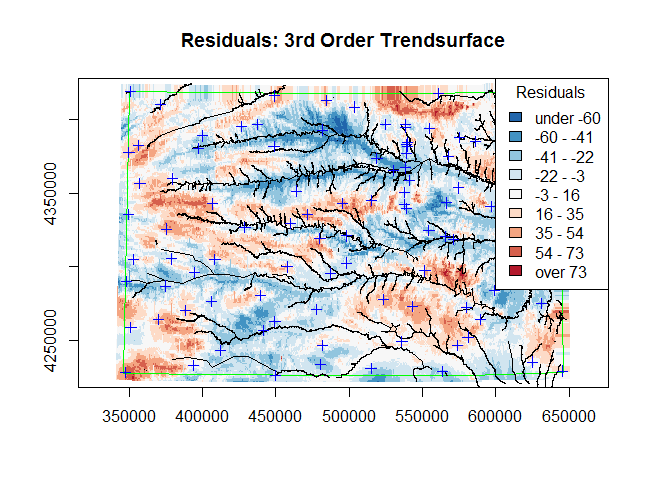 Residuals: 3rd Order Trendsurface
Residuals
under -60
-60 - -41
-41 - -22
-22 - -3
-3 - 16
16 - 35
35 - 54
54 - 73
over 73
4350000
4250000
350000 400000 450000 500000 550000 600000 650000